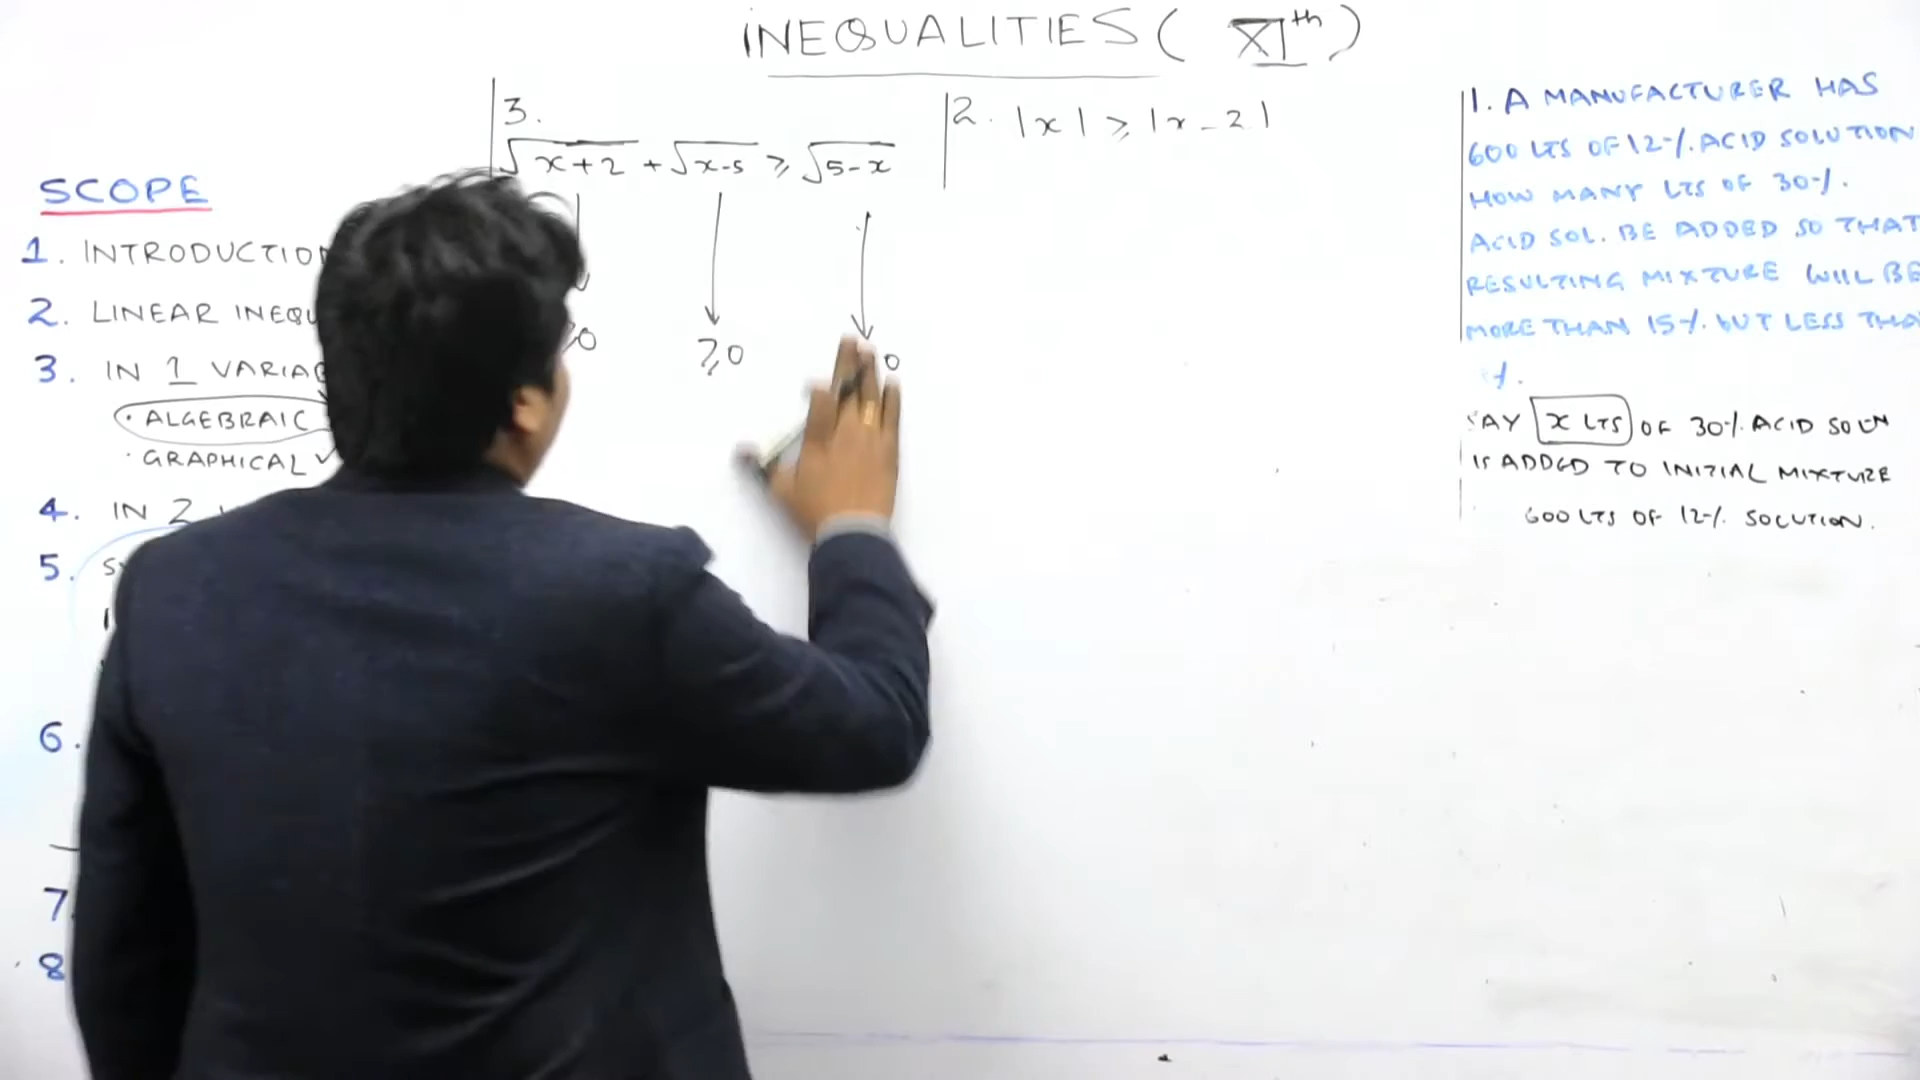 INEQUALITIES ( XIth )
SCOPE
1. INTRODUCTION
2. LINEAR INEQU
3. IN 1 VARIAB
· ALGEBRAIC
· GRAPHICAL ✓
4. IN 2
5. SY
6.
7.
8
3.
√x+2 + √x-5 ⩾ √5-x
⩾0 ⩾0 0
2. |x| ⩾ |x-2|
1. A MANUFACTURER HAS
600 LTS OF 12%. ACID SOLUTION
HOW MANY LTS OF 30%.
ACID SOL. BE ADDED SO THAT
RESULTING MIXTURE WILL BE
MORE THAN 15% BUT LESS THA
%.
SAY x LTS OF 30% ACID SOLN
IS ADDED TO INITIAL MIXTURE
600 LTS OF 12% SOLUTION.